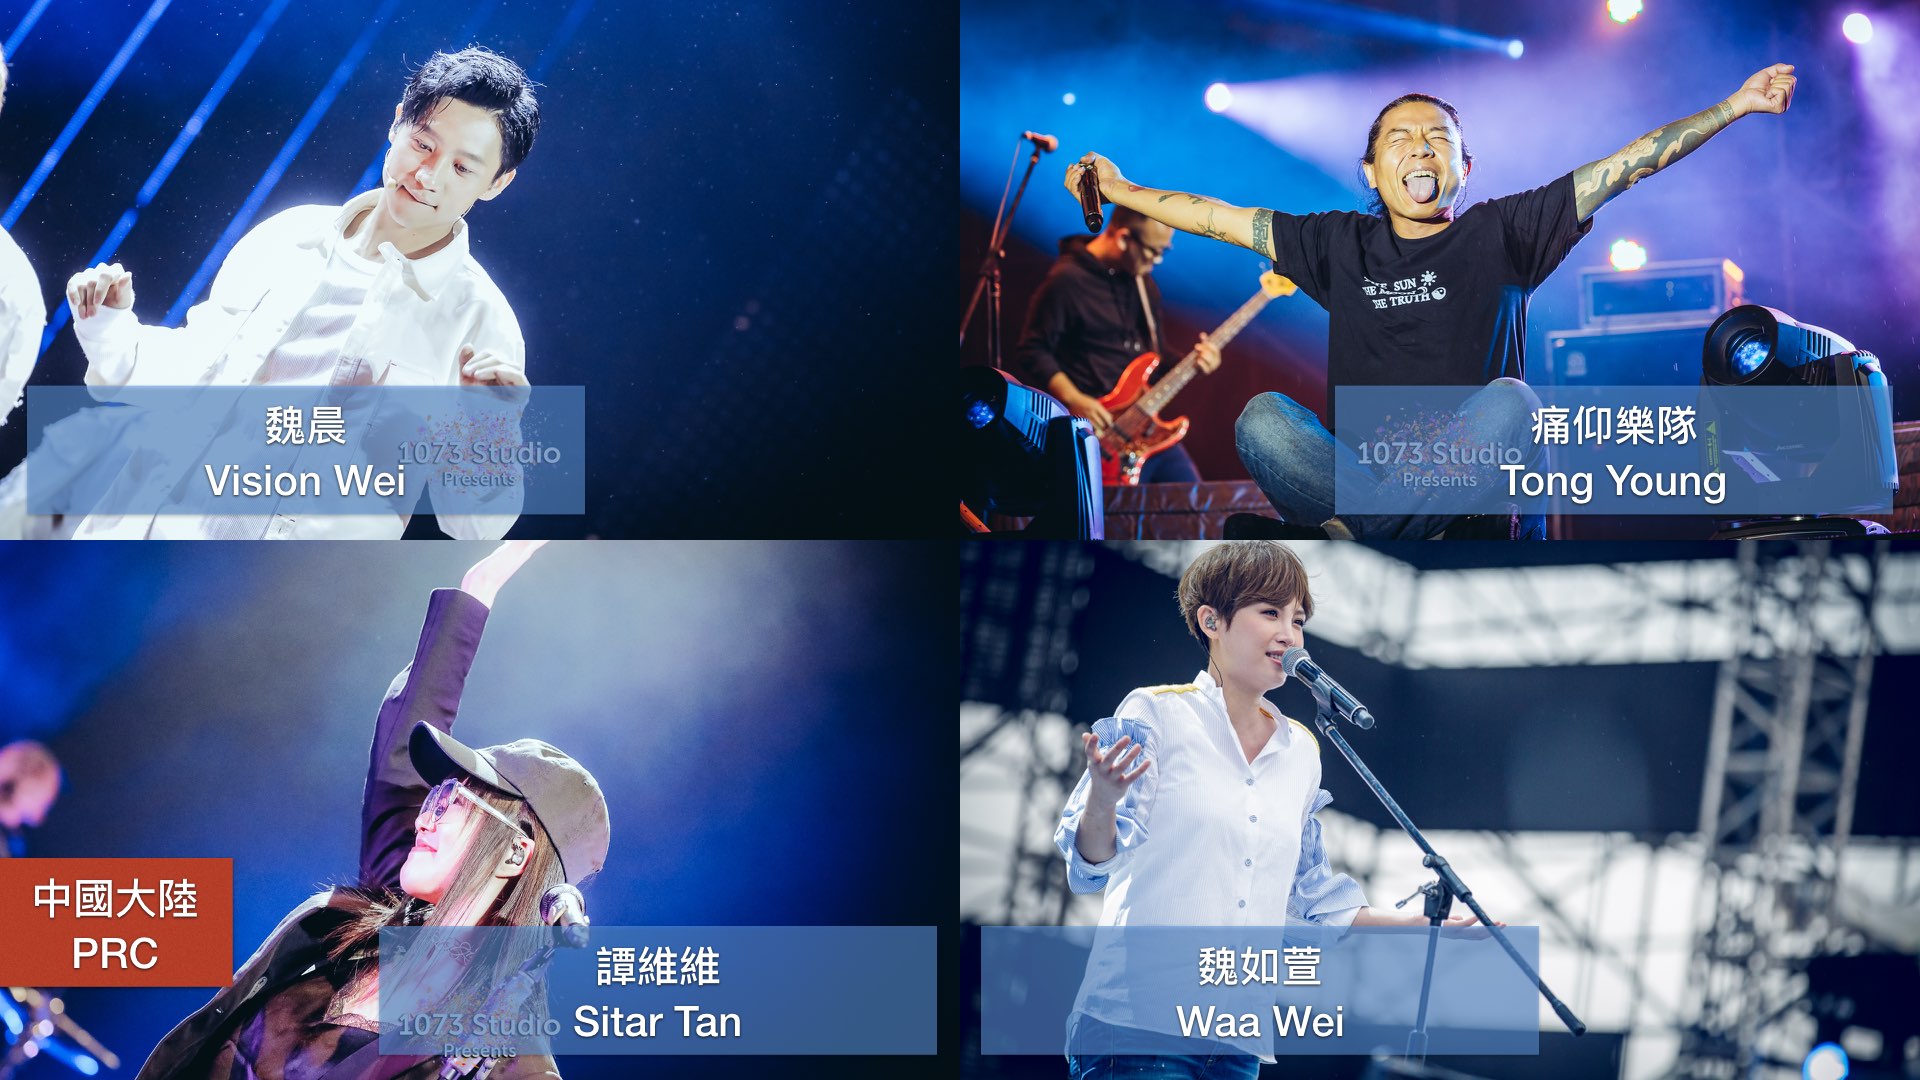 魏晨
Vision Wei
1073 Studio
Presents
痛仰樂隊
Tong Young
1073 Studio
Presents
SUN
THE TRUTH
中國大陸
PRC
譚維維
Sitar Tan
1073 Studio
Presents
魏如萱
Waa Wei